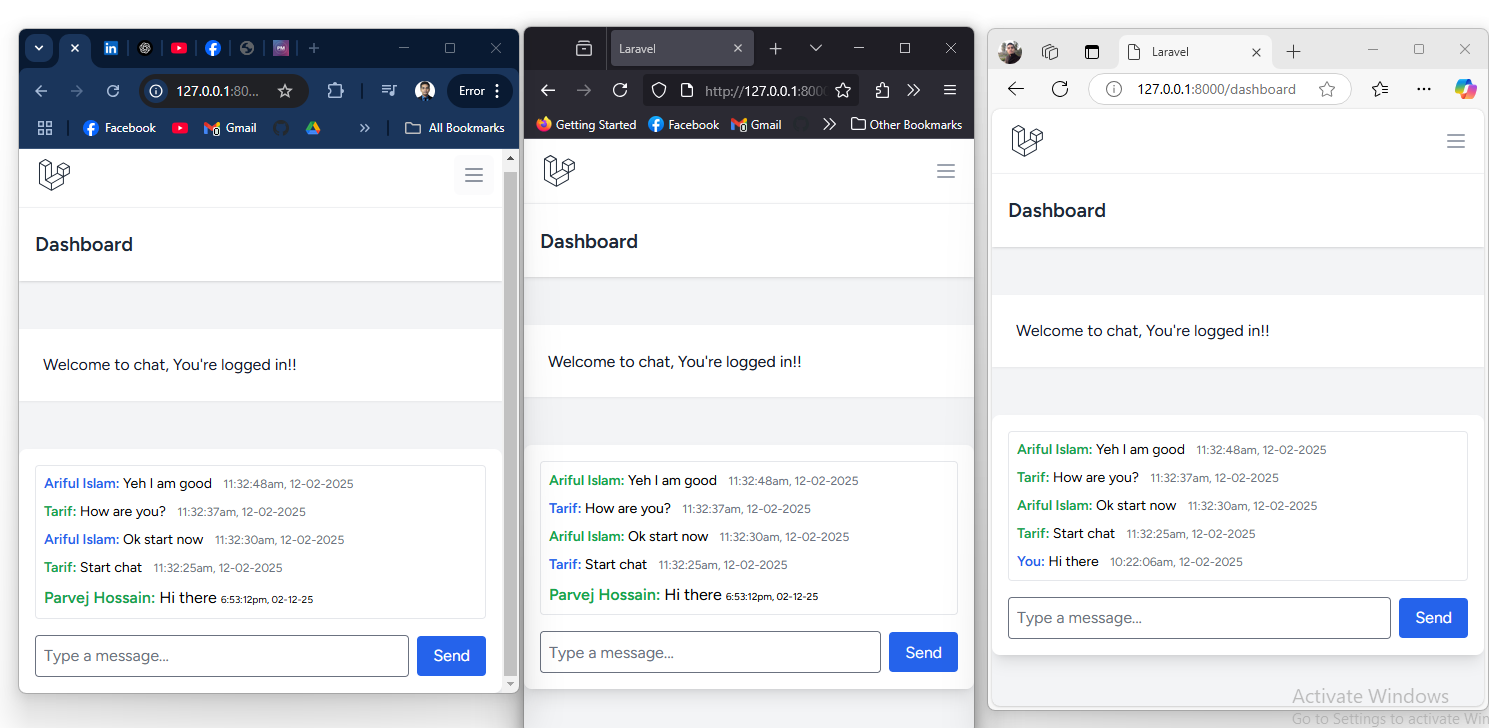 Error
127.0.0.1:80...
Facebook
Gmail
All Bookmarks
Dashboard
Welcome to chat, You're logged in!!
Ariful Islam: Yeh I am good 11:32:48am, 12-02-2025
Tarif: How are you? 11:32:37am, 12-02-2025
Ariful Islam: Ok start now 11:32:30am, 12-02-2025
Tarif: Start chat 11:32:25am, 12-02-2025
Parvej Hossain: Hi there 6:53:12pm, 02-12-25
Type a message...
Send
Laravel
http://127.0.0.1:8000
Getting Started
Facebook
Gmail
Other Bookmarks
Dashboard
Welcome to chat, You're logged in!!
Ariful Islam: Yeh I am good 11:32:48am, 12-02-2025
Tarif: How are you? 11:32:37am, 12-02-2025
Ariful Islam: Ok start now 11:32:30am, 12-02-2025
Tarif: Start chat 11:32:25am, 12-02-2025
Parvej Hossain: Hi there 6:53:12pm, 02-12-25
Type a message...
Send
Laravel
127.0.0.1:8000/dashboard
Dashboard
Welcome to chat, You're logged in!!
Ariful Islam: Yeh I am good 11:32:48am, 12-02-2025
Tarif: How are you? 11:32:37am, 12-02-2025
Ariful Islam: Ok start now 11:32:30am, 12-02-2025
Tarif: Start chat 11:32:25am, 12-02-2025
You: Hi there 10:22:06am, 12-02-2025
Type a message...
Send
Activate Windows
Go to Settings to activate Win